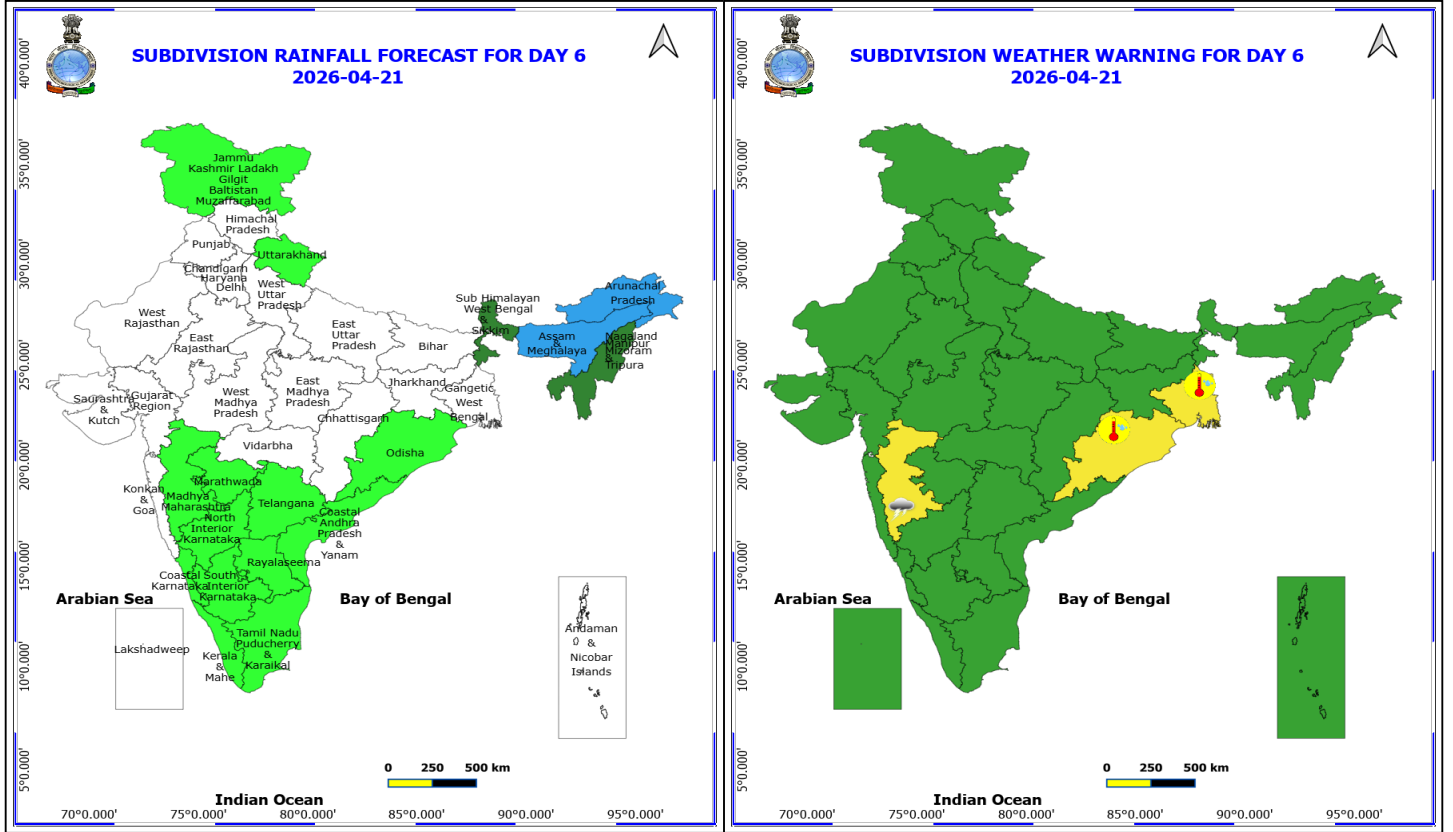 SUBDIVISION RAINFALL FORECAST FOR DAY 6
2026-04-21
40°0.000'
35°0.000'
30°0.000'
25°0.000'
20°0.000'
15°0.000'
10°0.000'
5°0.000'
Jammu
Kashmir Ladakh
Gilgit
Baltistan
Muzaffarabad
Himachal
Pradesh
Punjab
Uttarakhand
Chandigarh
Haryana
Delhi
West
Uttar
Pradesh
Arunachal
Pradesh
Sub Himalayan
West Bengal
&
Sikkim
West
Rajasthan
East
Rajasthan
East
Uttar
Pradesh
Bihar
Assam
&
Meghalaya
Nagaland
Manipur
Mizoram
&
Tripura
Saurashtra
&
Kutch
Gujarat
Region
West
Madhya
Pradesh
East
Madhya
Pradesh
Jharkhand
Gangetic
West
Bengal
Chhattisgarh
Vidarbha
Odisha
Konkan
&
Goa
Marathwada
Madhya
Maharashtra
Telangana
North
Interior
Karnataka
Coastal
Andhra
Pradesh
&
Yanam
Rayalaseema
Coastal
Karnataka
South
Interior
Karnataka
Arabian Sea
Bay of Bengal
Lakshadweep
Tamil Nadu
Puducherry
&
Karaikal
Kerala
&
Mahe
Andaman
&
Nicobar
Islands
0 250 500 km
Indian Ocean
70°0.000' 75°0.000' 80°0.000' 85°0.000' 90°0.000' 95°0.000'
SUBDIVISION WEATHER WARNING FOR DAY 6
2026-04-21
40°0.000'
35°0.000'
30°0.000'
25°0.000'
20°0.000'
15°0.000'
10°0.000'
5°0.000'
Arabian Sea
Bay of Bengal
0 250 500 km
Indian Ocean
70°0.000' 75°0.000' 80°0.000' 85°0.000' 90°0.000' 95°0.000'